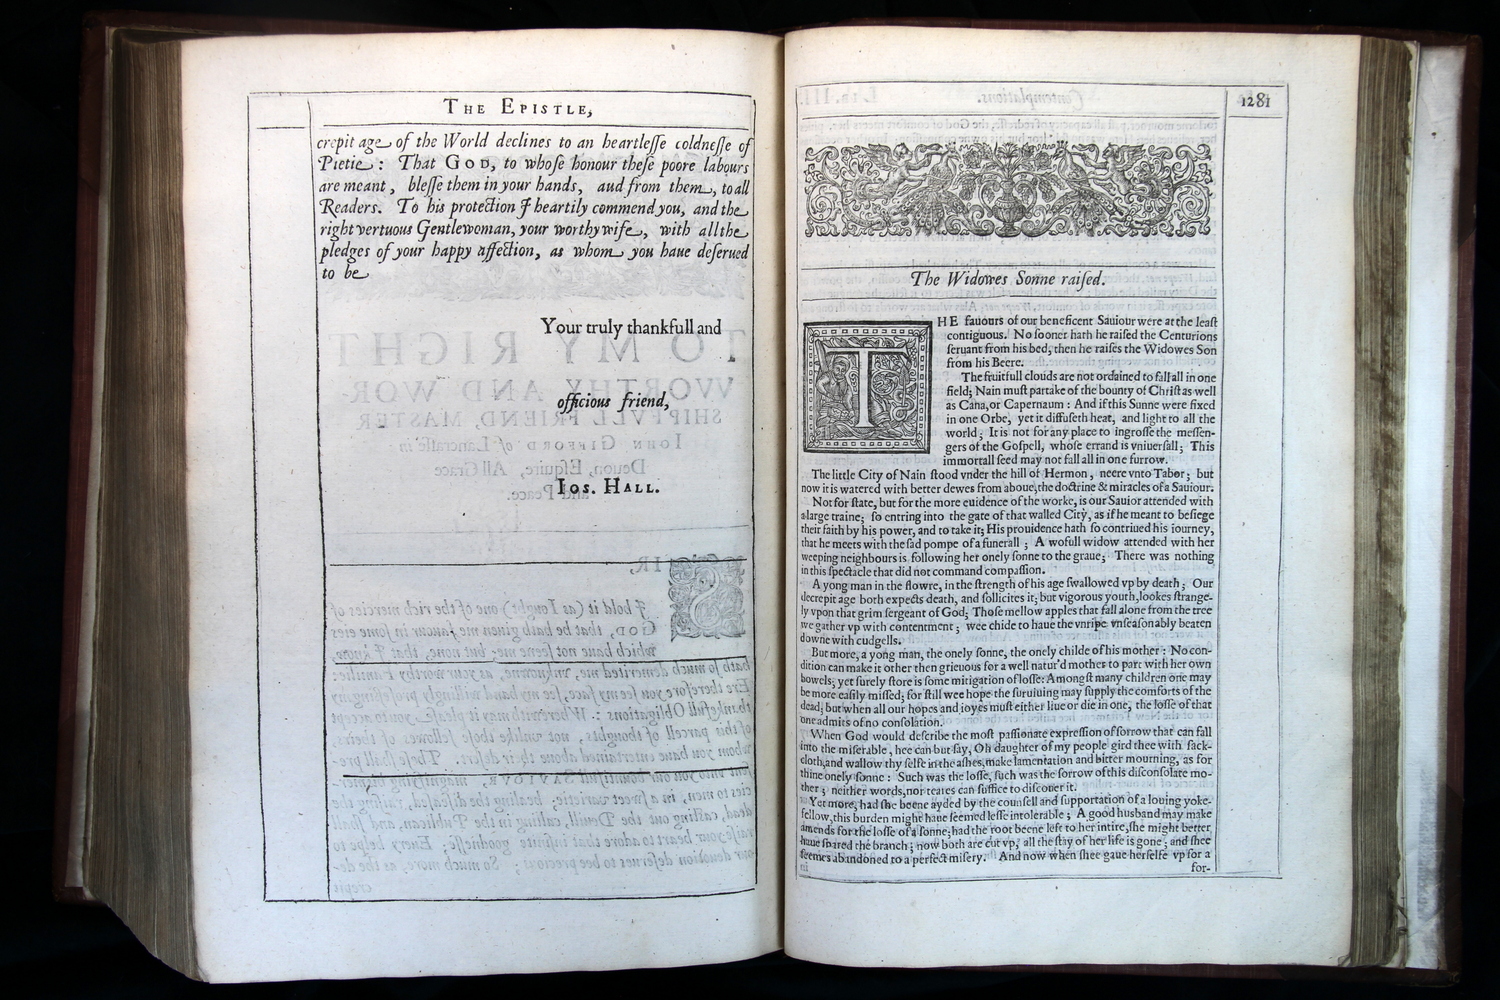 THE EPISTLE,
crepit age of the World declines to an heartlesse coldnesse of
Pietie: That GOD, to whose honour these poore labours
are meant, blesse them in your hands, aud from them, to all
Readers. To his protection I heartily commend you, and the
right vertuous Gentlewoman, your worthy wife, with all the
pledges of your happy affection, as whom you haue deserued
to be
Your truly thankfull and
officious friend,
IOS. HALL.
1281
The Widowes Sonne raised.
THE fauours of our beneficent Sauiour were at the least
contiguous. No sooner hath he raised the Centurions
seruant from his bed, then he raises the Widowes Son
from his Beere.
The fruitfull clouds are not ordained to fall all in one
field; Nain must partake of the bounty of Christ as well
as Cana, or Capernaum: And if this Sunne were fixed
in one Orbe, yet it diffuseth heat, and light to all the
world; It is not for any place to ingrosse the messen-
gers of the Gospell, whose errand is vniuersall; This
immortall seed may not fall all in one furrow.
The little City of Nain stood vnder the hill of Hermon, neere vnto Tabor; but
now it is watered with better dewes from aboue, the doctrine & miracles of a Sauiour.
Not for state, but for the more euidence of the worke, is our Sauior attended with
a large traine; so entring into the gate of that walled City, as if he meant to besiege
their faith by his power, and to take it; His prouidence hath so contriued his iourney,
that he meets with the sad pompe of a funerall; A wofull widow attended with her
weeping neighbours is following her onely sonne to the graue; There was nothing
in this spectacle that did not command compassion.
A yong man in the flowre, in the strength of his age swallowed vp by death; Our
decrepit age both expects death, and sollicites it; but vigorous youth, lookes strange-
ly vpon that grim sergeant of God; Those mellow apples that fall alone from the tree
we gather vp with contentment; wee chide to haue the vnripe vnseasonably beaten
downe with cudgells.
But more, a yong man, the onely sonne, the onely childe of his mother: No con-
dition can make it other then grieuous for a well natur'd mother to part with her own
bowels; yet surely store is some mitigation of losse: Amongst many children one may
be more easily missed; for still wee hope the suruiuing may supply the comforts of the
dead; but when all our hopes and ioyes must either liue or die in one, the losse of that
one admits of no consolation.
When God would describe the most passionate expression of sorrow that can fall
into the miserable, hee can but say, Oh daughter of my people gird thee with sack-
cloth, and wallow thy selfe in the ashes, make lamentation and bitter mourning, as for
thine onely sonne: Such was the losse, such was the sorrow of this disconsolate mo-
ther; neither words, nor teares can suffice to discouer it.
Yet more, had she beene ayded by the counsell and supportation of a louing yoke-
fellow, this burden might haue seemed lesse intolerable; A good husband may make
amends for the losse of a sonne; had the root beene left to her intire, she might better
haue spared the branch; now both are cut vp, all the stay of her life is gone; and shee
seemes abandoned to a perfect misery. And now when shee gaue herselfe vp for a
for-